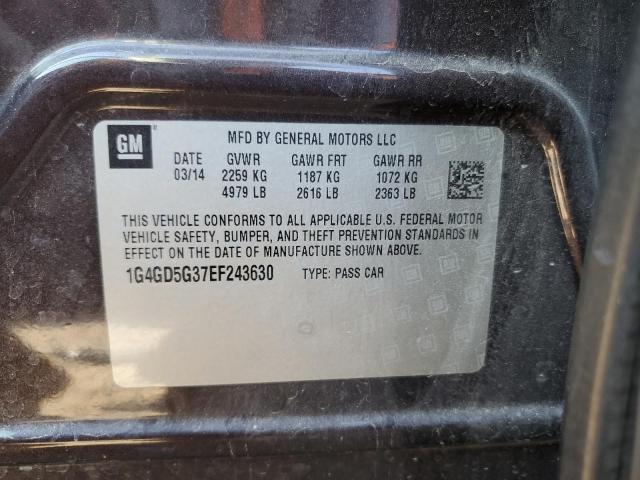 GM
MFD BY GENERAL MOTORS LLC
DATE GVWR GAWR FRT GAWR RR
03/14 2259 KG 1187 KG 1072 KG
4979 LB 2616 LB 2363 LB
THIS VEHICLE CONFORMS TO ALL APPLICABLE U.S. FEDERAL MOTOR
VEHICLE SAFETY, BUMPER, AND THEFT PREVENTION STANDARDS IN
EFFECT ON THE DATE OF MANUFACTURE SHOWN ABOVE.
1G4GD5G37EF243630 TYPE: PASS CAR